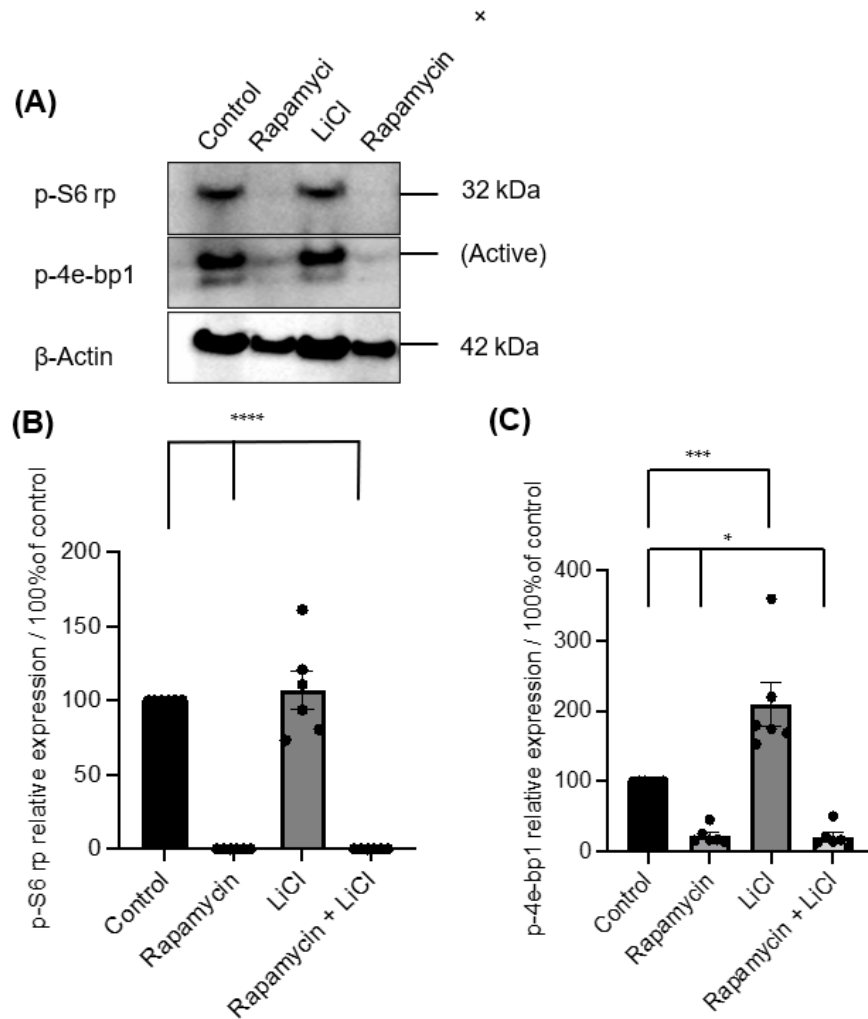 ×
(A)
Control
Rapamyci
LiCl
Rapamycin
p-S6 rp
32 kDa
p-4e-bp1
(Active)
β-Actin
42 kDa
(B)
****
p-S6 rp relative expression / 100%of control
200
150
100
50
0
Control
Rapamycin
LiCl
Rapamycin + LiCl
(C)
***
*
p-4e-bp1 relative expression / 100%of control
400
300
200
100
0
Control
Rapamycin
LiCl
Rapamycin + LiCl